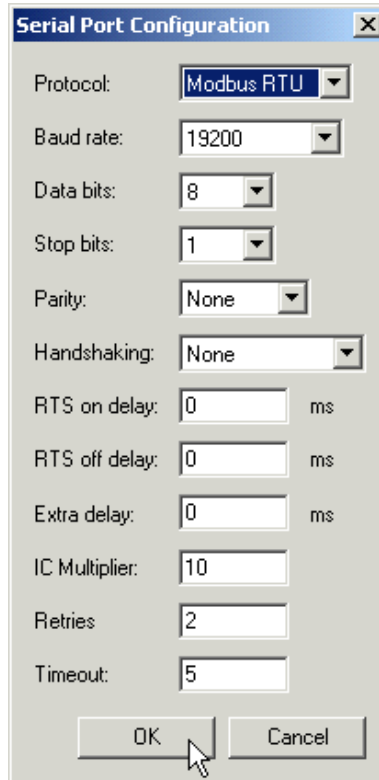 Serial Port Configuration
Protocol: Modbus RTU
Baud rate: 19200
Data bits: 8
Stop bits: 1
Parity: None
Handshaking: None
RTS on delay: 0 ms
RTS off delay: 0 ms
Extra delay: 0 ms
IC Multiplier: 10
Retries 2
Timeout: 5
OK Cancel